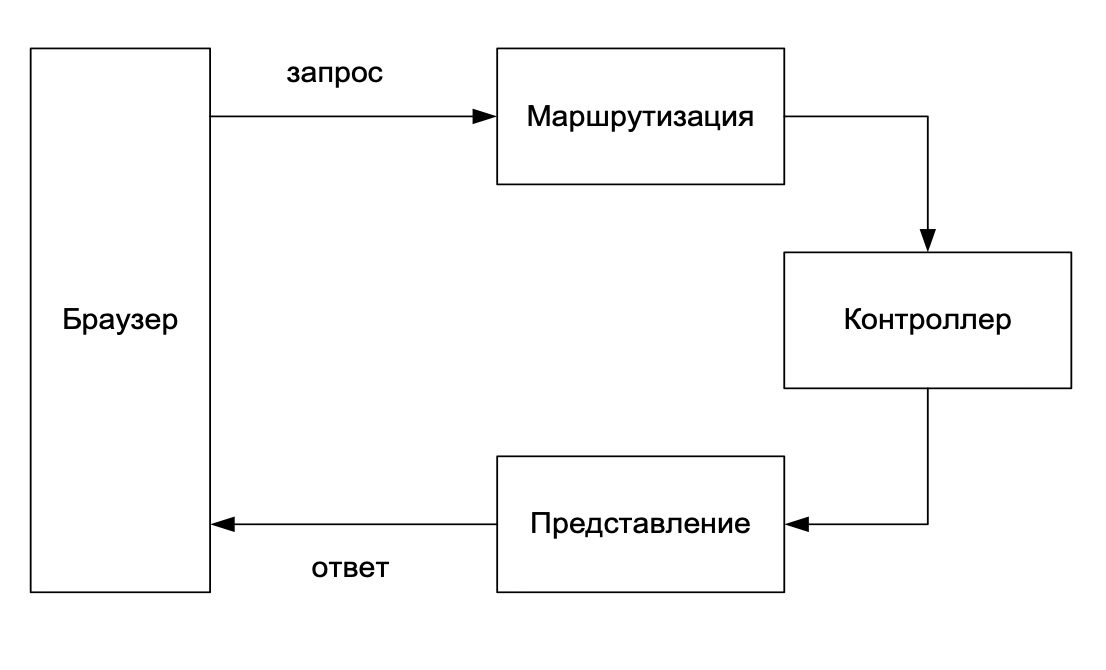 запрос
Маршрутизация
Браузер
Контроллер
Представление
ответ